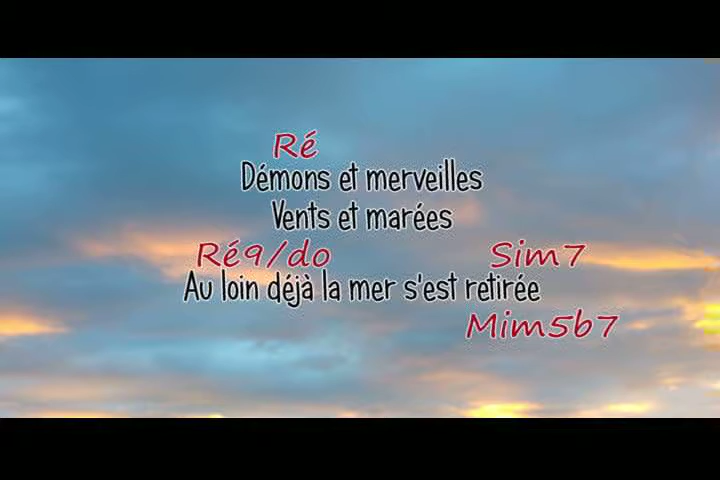 Ré
Démons et merveilles
Vents et marées
Ré9/do Sim7
Au loin déjà la mer s'est retirée
Mim5b7